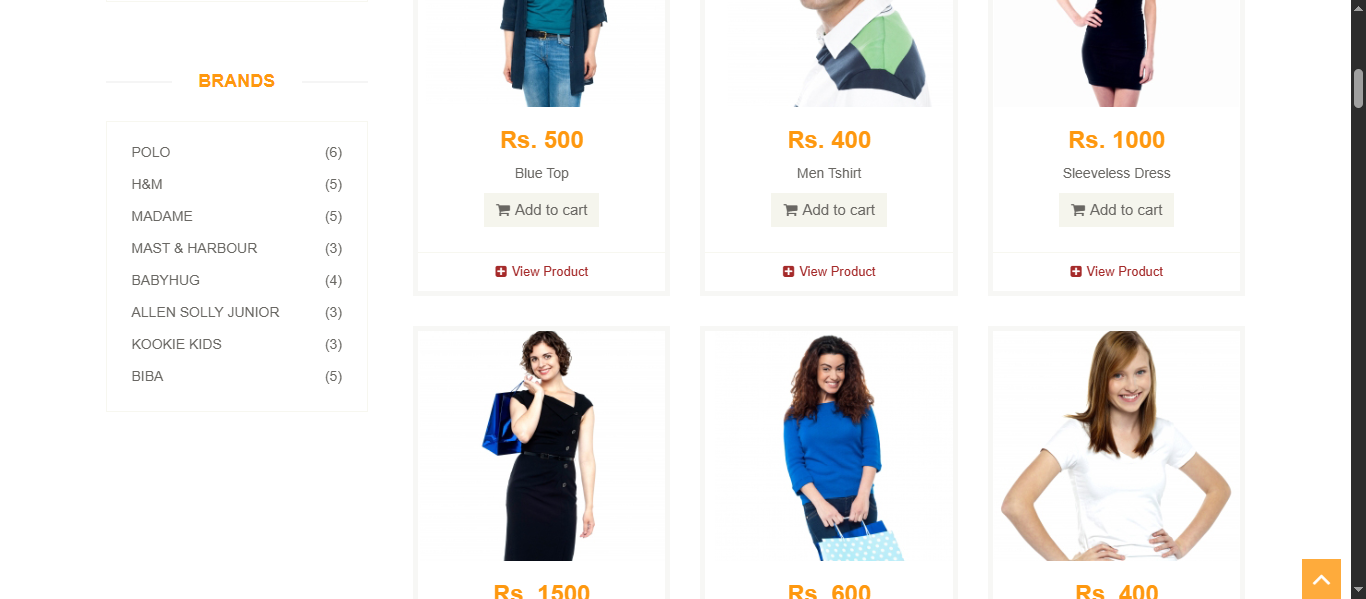 BRANDS
POLO (6)
H&M (5)
MADAME (5)
MAST & HARBOUR (3)
BABYHUG (4)
ALLEN SOLLY JUNIOR (3)
KOOKIE KIDS (3)
BIBA (5)
Rs. 500
Blue Top
Add to cart
View Product
Rs. 400
Men Tshirt
Add to cart
View Product
Rs. 1000
Sleeveless Dress
Add to cart
View Product
Rs. 1500
Rs. 600
Rs. 400